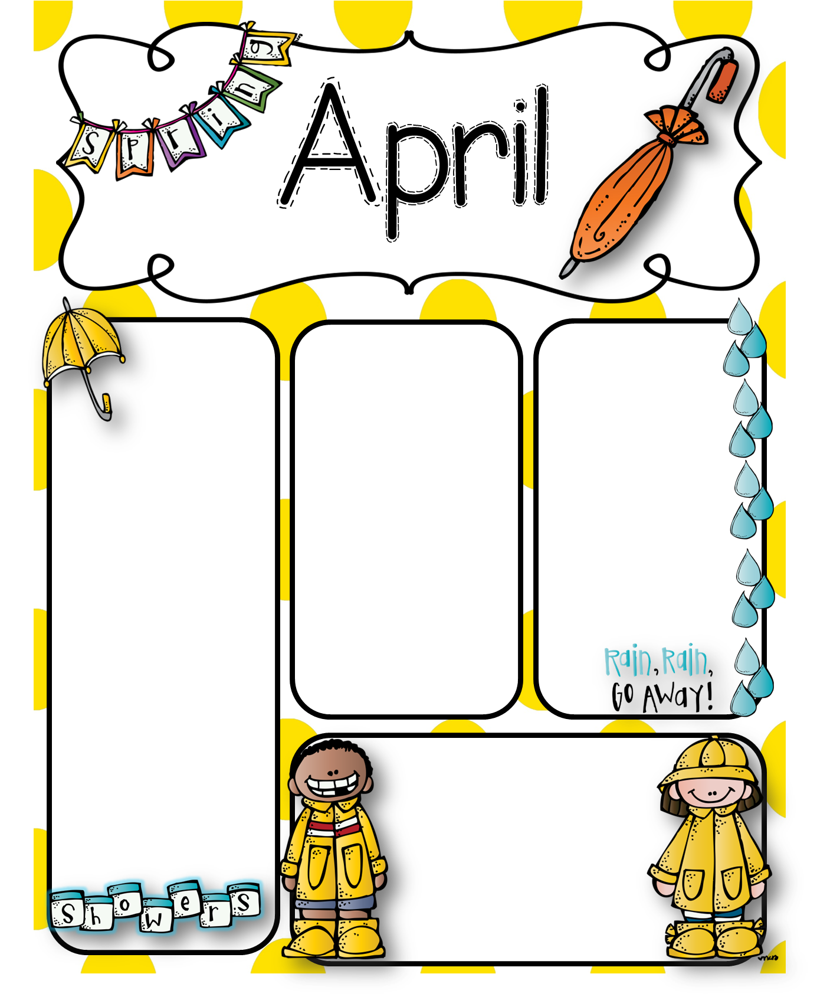 spring
April
Rain, Rain,
GO AWAY!
showers